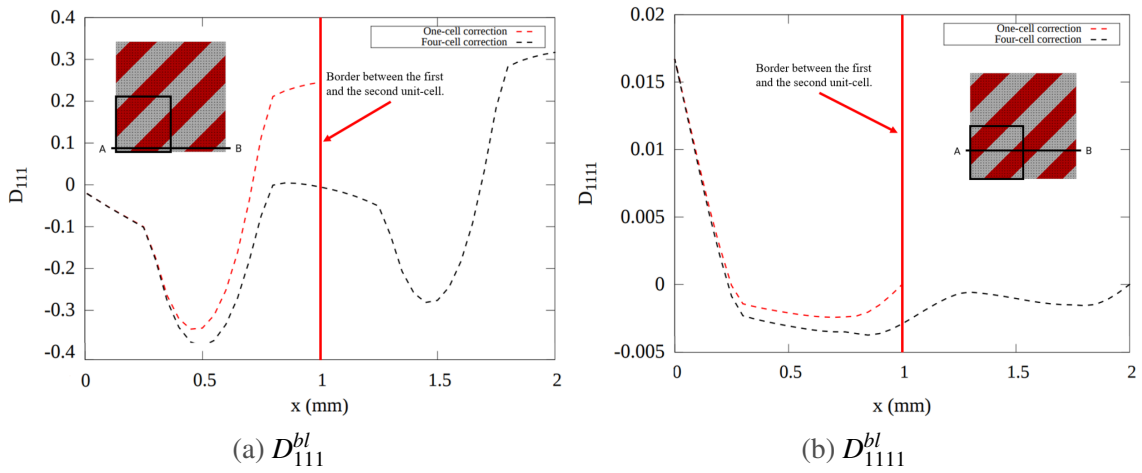 0.4
0.3
0.2
0.1
0
-0.1
-0.2
-0.3
-0.4
D111
0
0.5
1
1.5
2
x (mm)
One-cell correction
Four-cell correction
Border between the first
and the second unit-cell.
A
B
(a) D^{bl}_{111}
0.02
0.015
0.01
0.005
0
-0.005
D1111
0
0.5
1
1.5
2
x (mm)
One-cell correction
Four-cell correction
Border between the first
and the second unit-cell.
A
B
(b) D^{bl}_{1111}